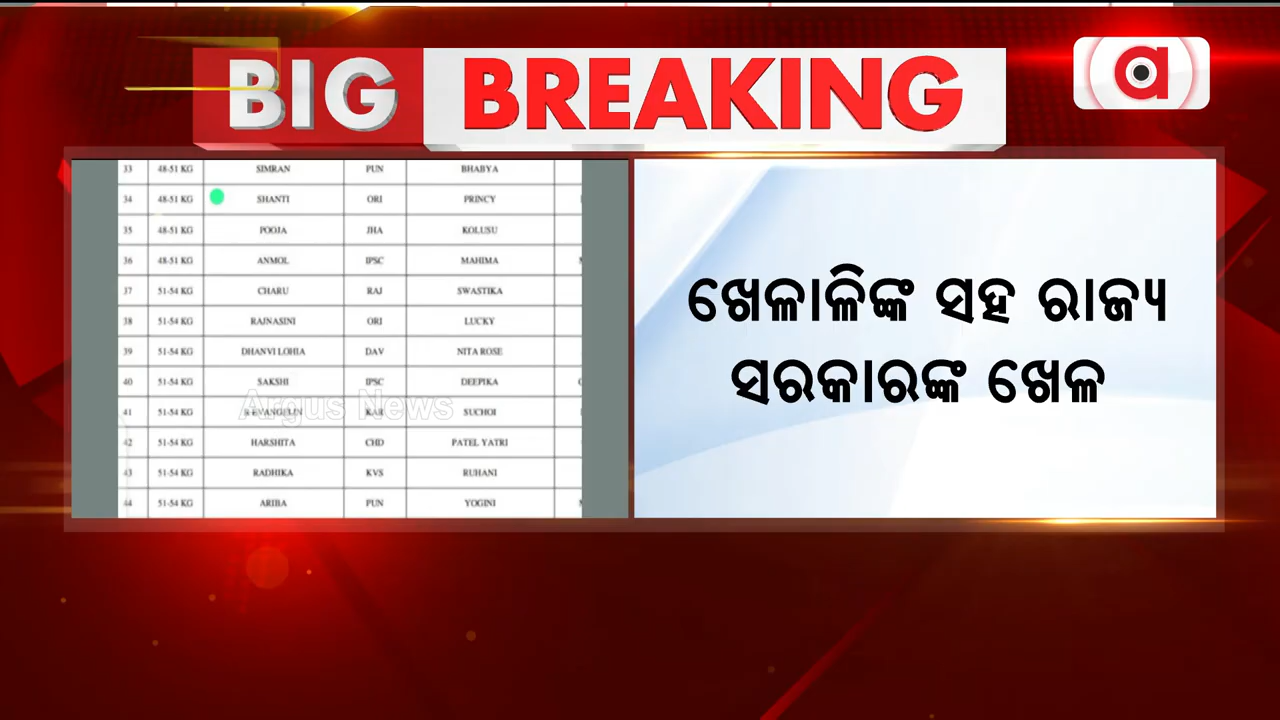 BIG BREAKING
a
33 48-51 KG SIMRAN PUN BHABYA
34 48-51 KG SHANTI ORI PRINCY
35 48-51 KG POOJA JHA KOLUSU
36 48-51 KG ANMOL IPSC MAHIMA
37 51-54 KG CHARU RAJ SWASTIKA
38 51-54 KG RAJNASINI ORI LUCKY
39 51-54 KG DHANVI LOHIA DAV NITA ROSE
40 51-54 KG SAKSHI IPSC DEEPIKA
Argus News
41 51-54 KG EVANGELIN KAR SUCHOI
42 51-54 KG HARSHITA CHD PATEL YATRI
43 51-54 KG RADHIKA KVS RUHANI
44 51-54 KG ARIBA PUN YOGINI
ଖେଳାଳିଙ୍କ ସହ ରାଜ୍ୟ
ସରକାରଙ୍କ ଖେଳ